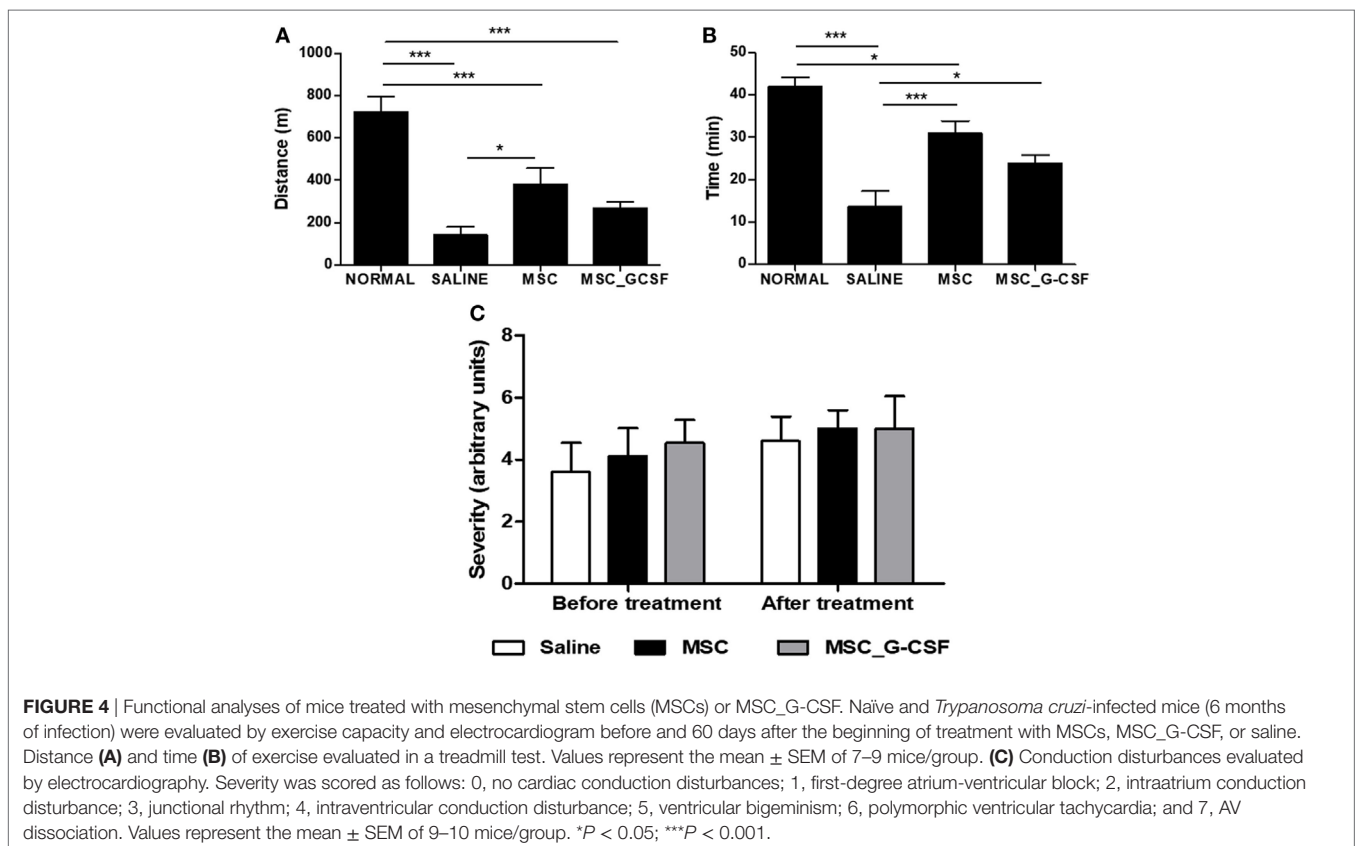 A
***
***
***
*
1000
800
600
400
200
0
Distance (m)
NORMAL SALINE MSC MSC_GCSF
B
***
*
*
***
50
40
30
20
10
0
Time (min)
NORMAL SALINE MSC MSC_G-CSF
C
8
6
4
2
0
Severity (arbitrary units)
Before treatment After treatment
Saline MSC MSC_G-CSF
FIGURE 4 | Functional analyses of mice treated with mesenchymal stem cells (MSCs) or MSC_G-CSF. Naïve and Trypanosoma cruzi-infected mice (6 months
of infection) were evaluated by exercise capacity and electrocardiogram before and 60 days after the beginning of treatment with MSCs, MSC_G-CSF, or saline.
Distance (A) and time (B) of exercise evaluated in a treadmill test. Values represent the mean ± SEM of 7–9 mice/group. (C) Conduction disturbances evaluated
by electrocardiography. Severity was scored as follows: 0, no cardiac conduction disturbances; 1, first-degree atrium-ventricular block; 2, intraatrium conduction
disturbance; 3, junctional rhythm; 4, intraventricular conduction disturbance; 5, ventricular bigeminism; 6, polymorphic ventricular tachycardia; and 7, AV
dissociation. Values represent the mean ± SEM of 9–10 mice/group. *P < 0.05; ***P < 0.001.